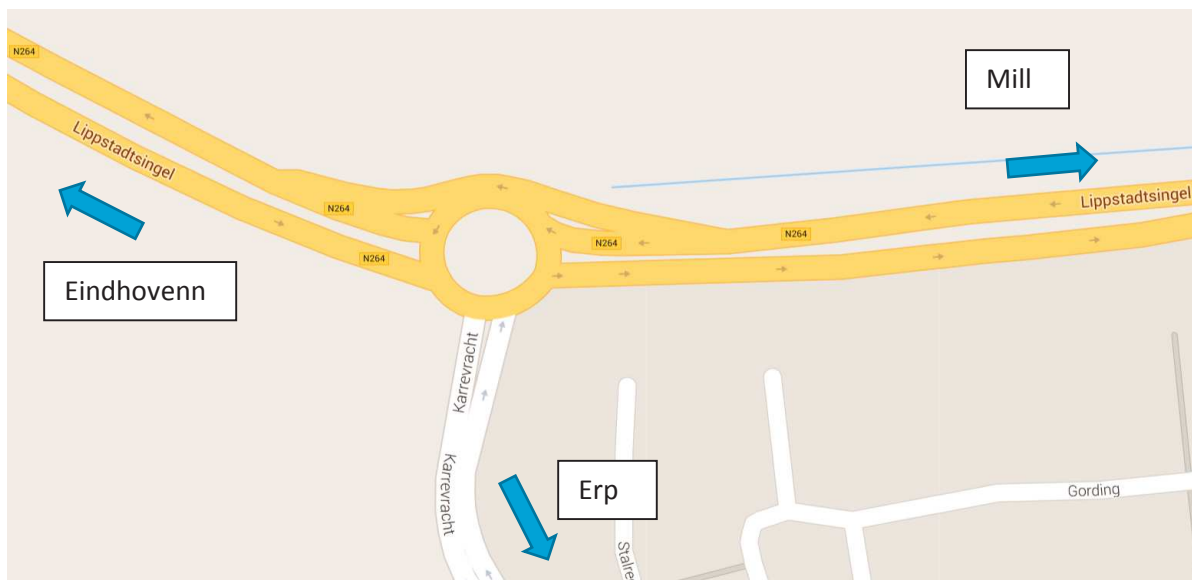 N264
Mill
Lippstadtsingel
Lippstadtsingel
N264
N264
N264
N264
Eindhovenn
Karrevracht
Karrevracht
Erp
Gording